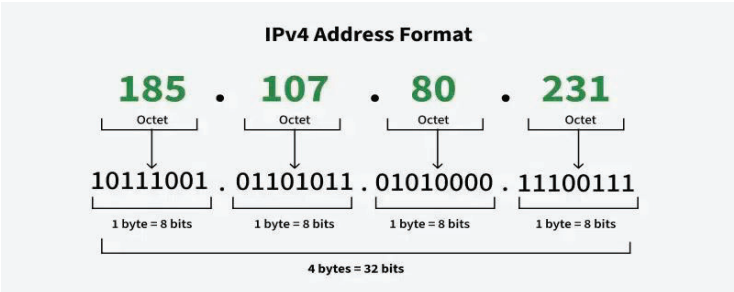 IPv4 Address Format
185 . 107 . 80 . 231
Octet Octet Octet Octet
10111001 . 01101011 . 01010000 . 11100111
1 byte = 8 bits 1 byte = 8 bits 1 byte = 8 bits 1 byte = 8 bits
4 bytes = 32 bits